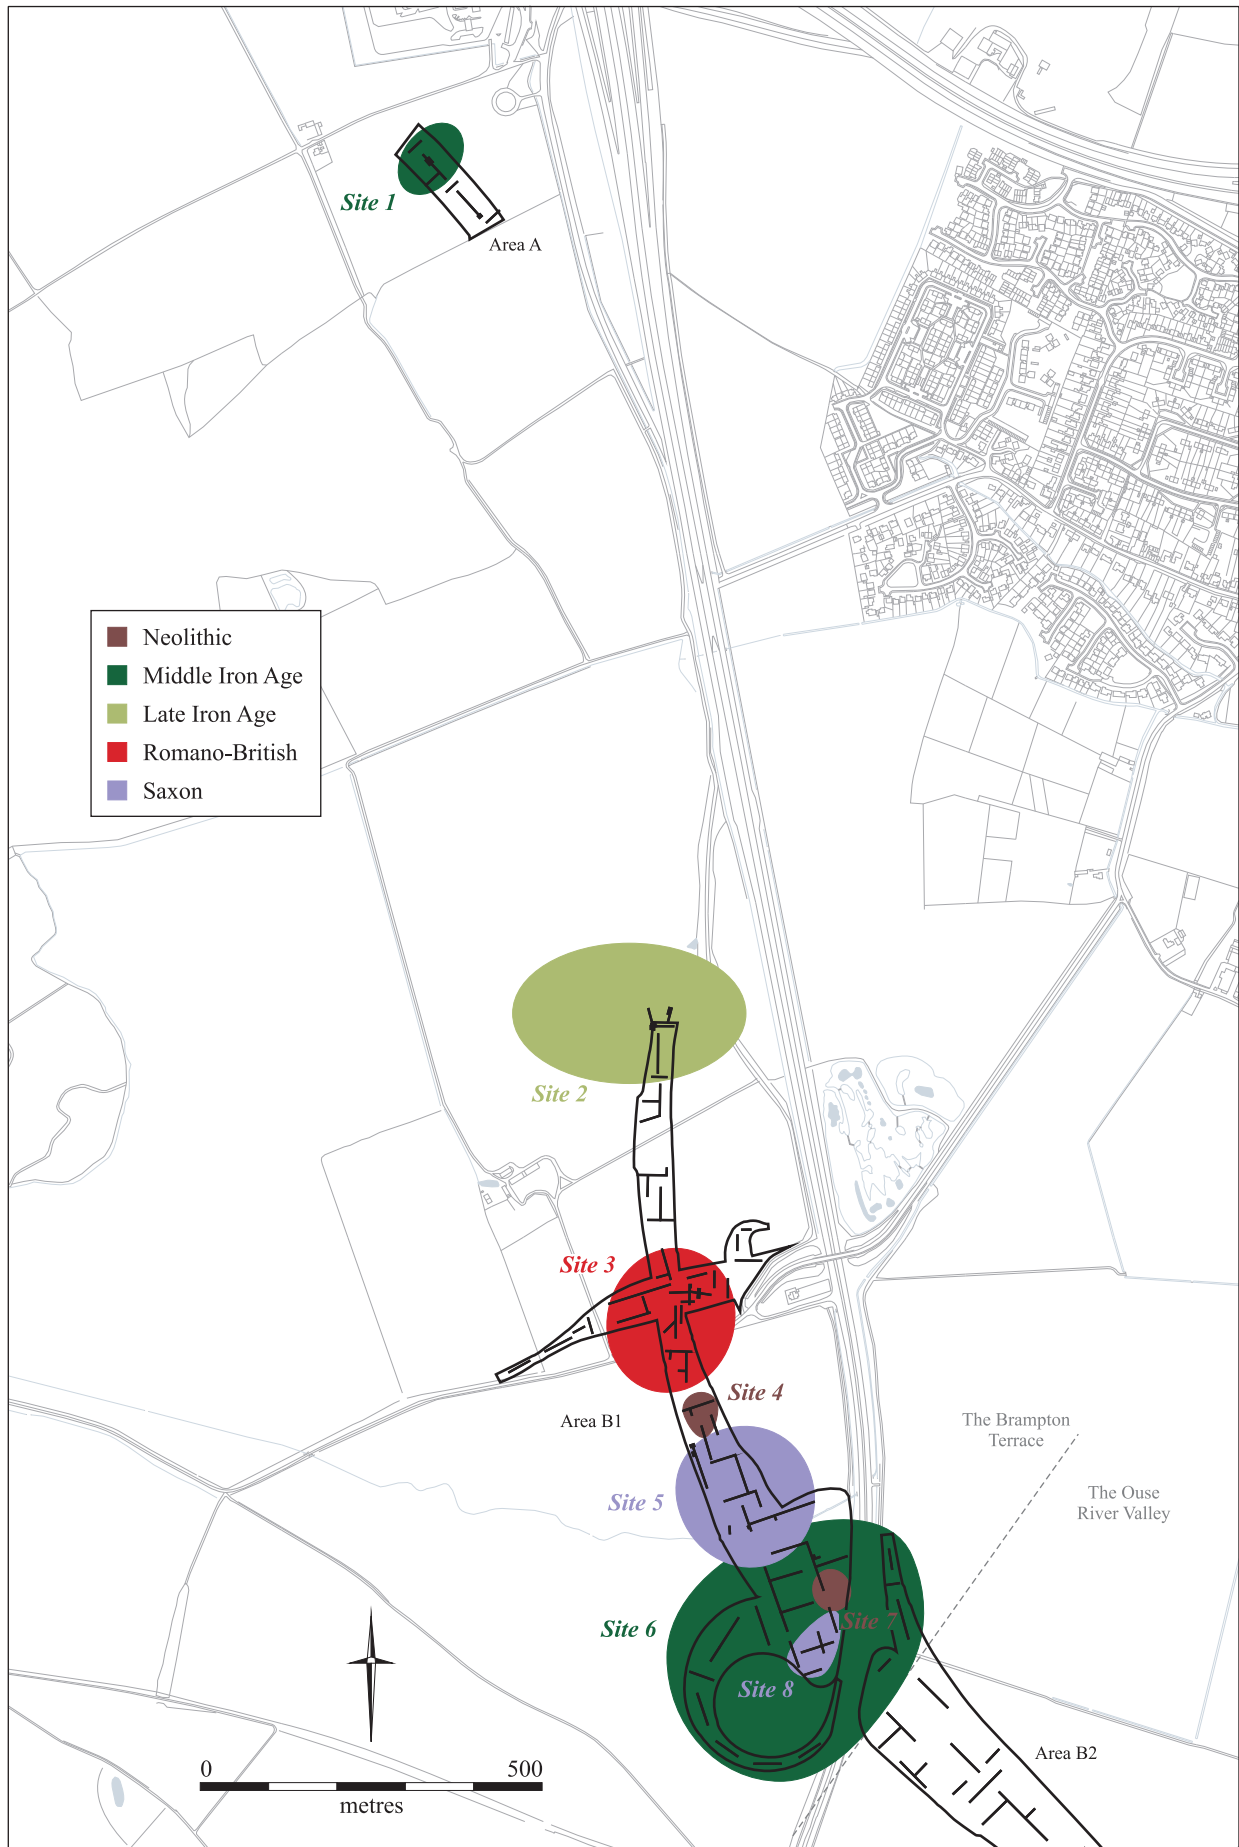 Site 1
Area A
Neolithic
Middle Iron Age
Late Iron Age
Romano-British
Saxon
Site 2
Site 3
Site 4
Area B1
The Brampton
Terrace
The Ouse
River Valley
Site 5
Site 6
Site 7
Site 8
Area B2
0 500
metres